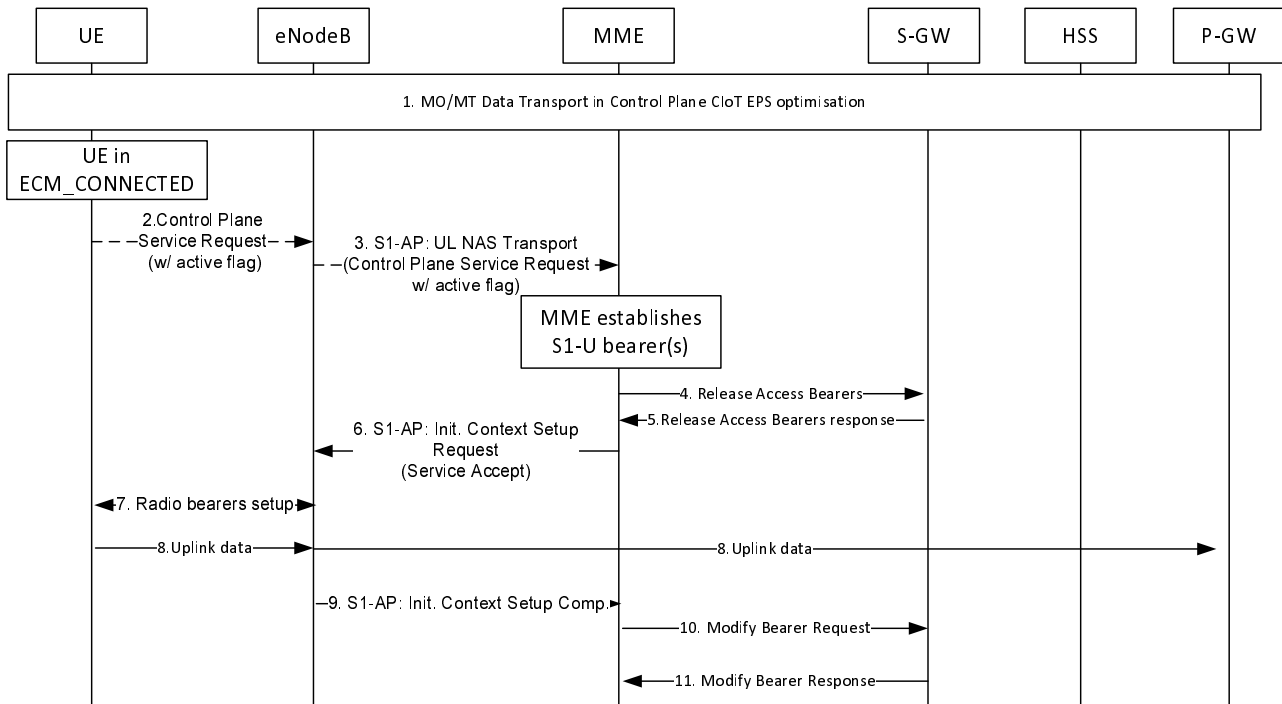 UE
eNodeB
MME
S-GW
HSS
P-GW
1. MO/MT Data Transport in Control Plane CIoT EPS optimisation
UE in
ECM_CONNECTED
2.Control Plane
Service Request
(w/ active flag)
3. S1-AP: UL NAS Transport
(Control Plane Service Request
w/ active flag)
MME establishes
S1-U bearer(s)
4. Release Access Bearers
5.Release Access Bearers response
6. S1-AP: Init. Context Setup
Request
(Service Accept)
7. Radio bearers setup
8.Uplink data
8.Uplink data
9. S1-AP: Init. Context Setup Comp.
10. Modify Bearer Request
11. Modify Bearer Response